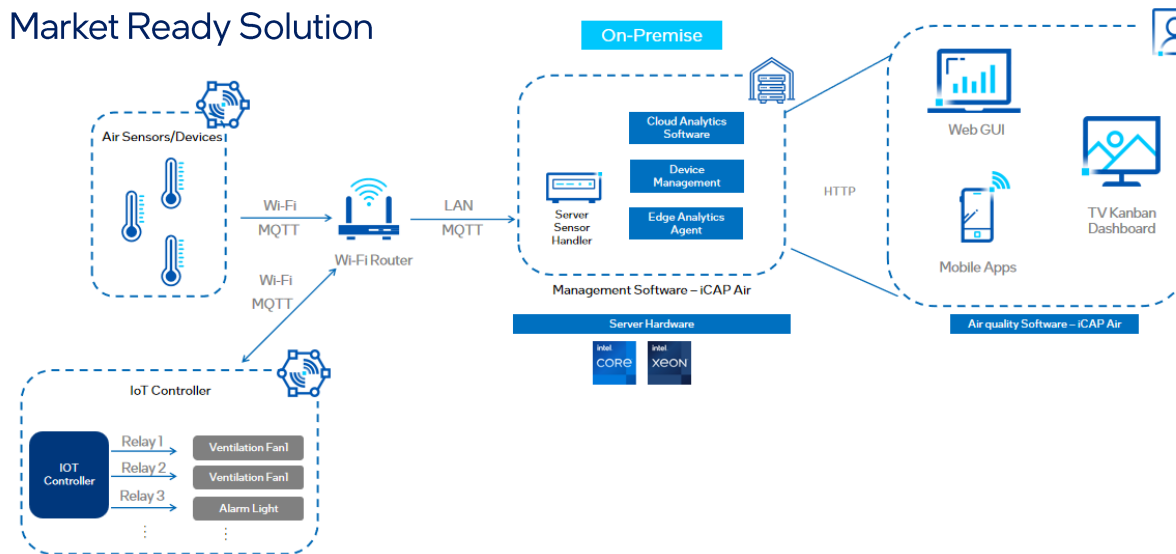 Market Ready Solution
On-Premise
Air Sensors/Devices
Wi-Fi
MQTT
Wi-Fi Router
LAN
MQTT
Wi-Fi
MQTT
Server
Sensor
Handler
Cloud Analytics
Software
Device
Management
Edge Analytics
Agent
Management Software – iCAP Air
Server Hardware
intel
CORE
intel
XEON
HTTP
Web GUI
TV Kanban
Dashboard
Mobile Apps
Air quality Software – iCAP Air
IoT Controller
IOT
Controller
Relay 1
Ventilation Fan1
Relay 2
Ventilation Fan1
Relay 3
Alarm Light